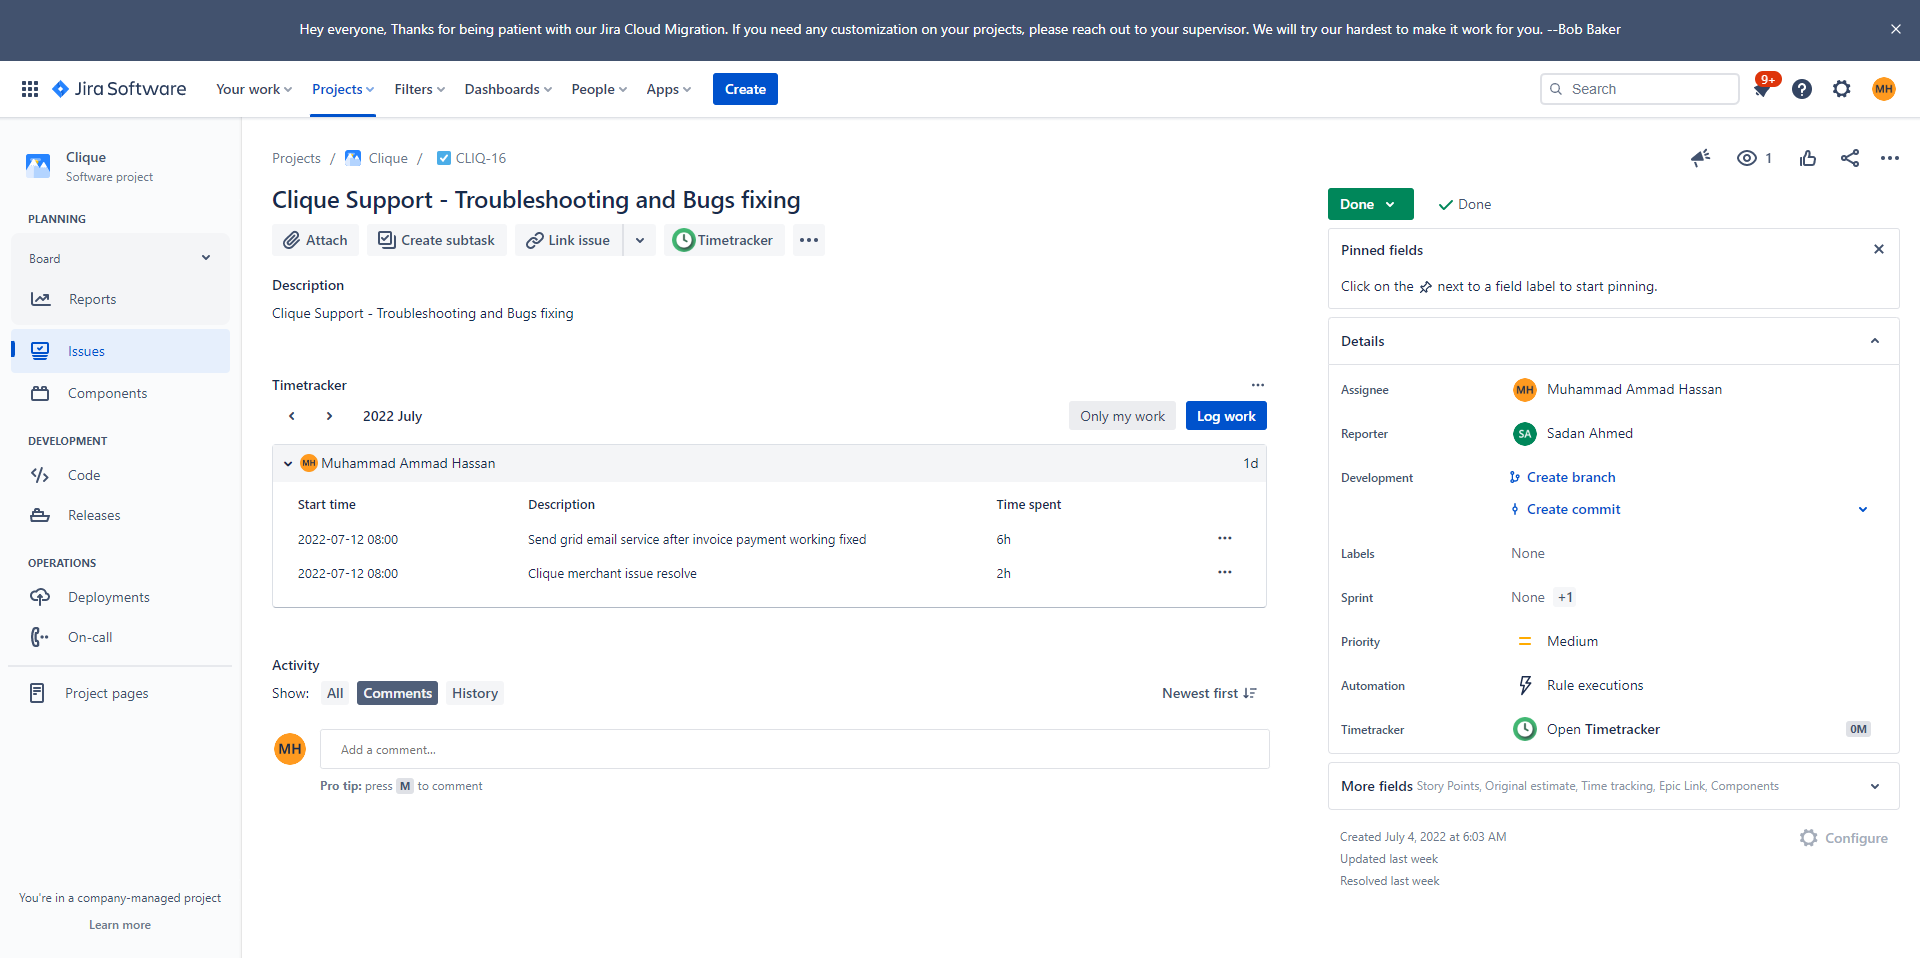 Hey everyone, Thanks for being patient with our Jira Cloud Migration. If you need any customization on your projects, please reach out to your supervisor. We will try our hardest to make it work for you. --Bob Baker
Jira Software
Your work
Projects
Filters
Dashboards
People
Apps
Create
Search
9+
MH
Clique
Software project
PLANNING
Board
Reports
Issues
Components
DEVELOPMENT
Code
Releases
OPERATIONS
Deployments
On-call
Project pages
You're in a company-managed project
Learn more
Projects / Clique / CLIQ-16
1
Clique Support - Troubleshooting and Bugs fixing
Attach
Create subtask
Link issue
Timetracker
Description
Clique Support - Troubleshooting and Bugs fixing
Timetracker
2022 July
Only my work
Log work
MH Muhammad Ammad Hassan 1d
Start time Description Time spent
2022-07-12 08:00 Send grid email service after invoice payment working fixed 6h
2022-07-12 08:00 Clique merchant issue resolve 2h
Activity
Show: All Comments History Newest first
MH
Add a comment...
Pro tip: press M to comment
Done
Done
Pinned fields
Click on the next to a field label to start pinning.
Details
Assignee MH Muhammad Ammad Hassan
Reporter SA Sadan Ahmed
Development Create branch
Create commit
Labels None
Sprint None +1
Priority Medium
Automation Rule executions
Timetracker Open Timetracker 0M
More fields Story Points, Original estimate, Time tracking, Epic Link, Components
Created July 4, 2022 at 6:03 AM
Configure
Updated last week
Resolved last week